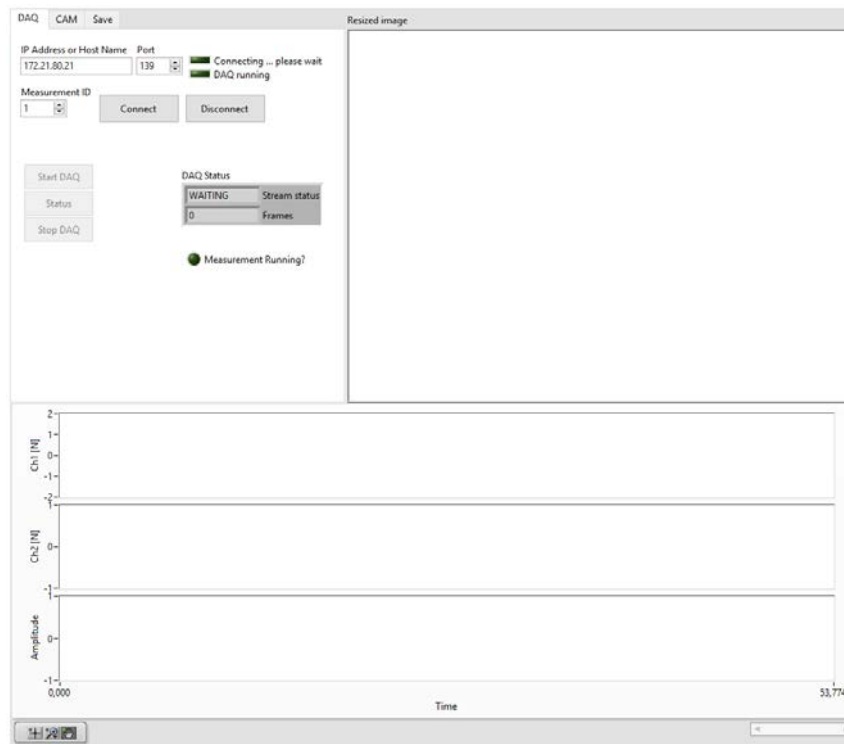 DAQ CAM Save
Resized image
IP Address or Host Name Port
172.21.80.21 139
Connecting ... please wait
DAQ running
Measurement ID
1
Connect Disconnect
Start DAQ
Status
Stop DAQ
DAQ Status
WAITING Stream status
0 Frames
Measurement Running?
2
1
0
-1
-2
Ch1 [N]
1
0
-1
Ch2 [N]
1
0
-1
Amplitude
0,000 53,774
Time